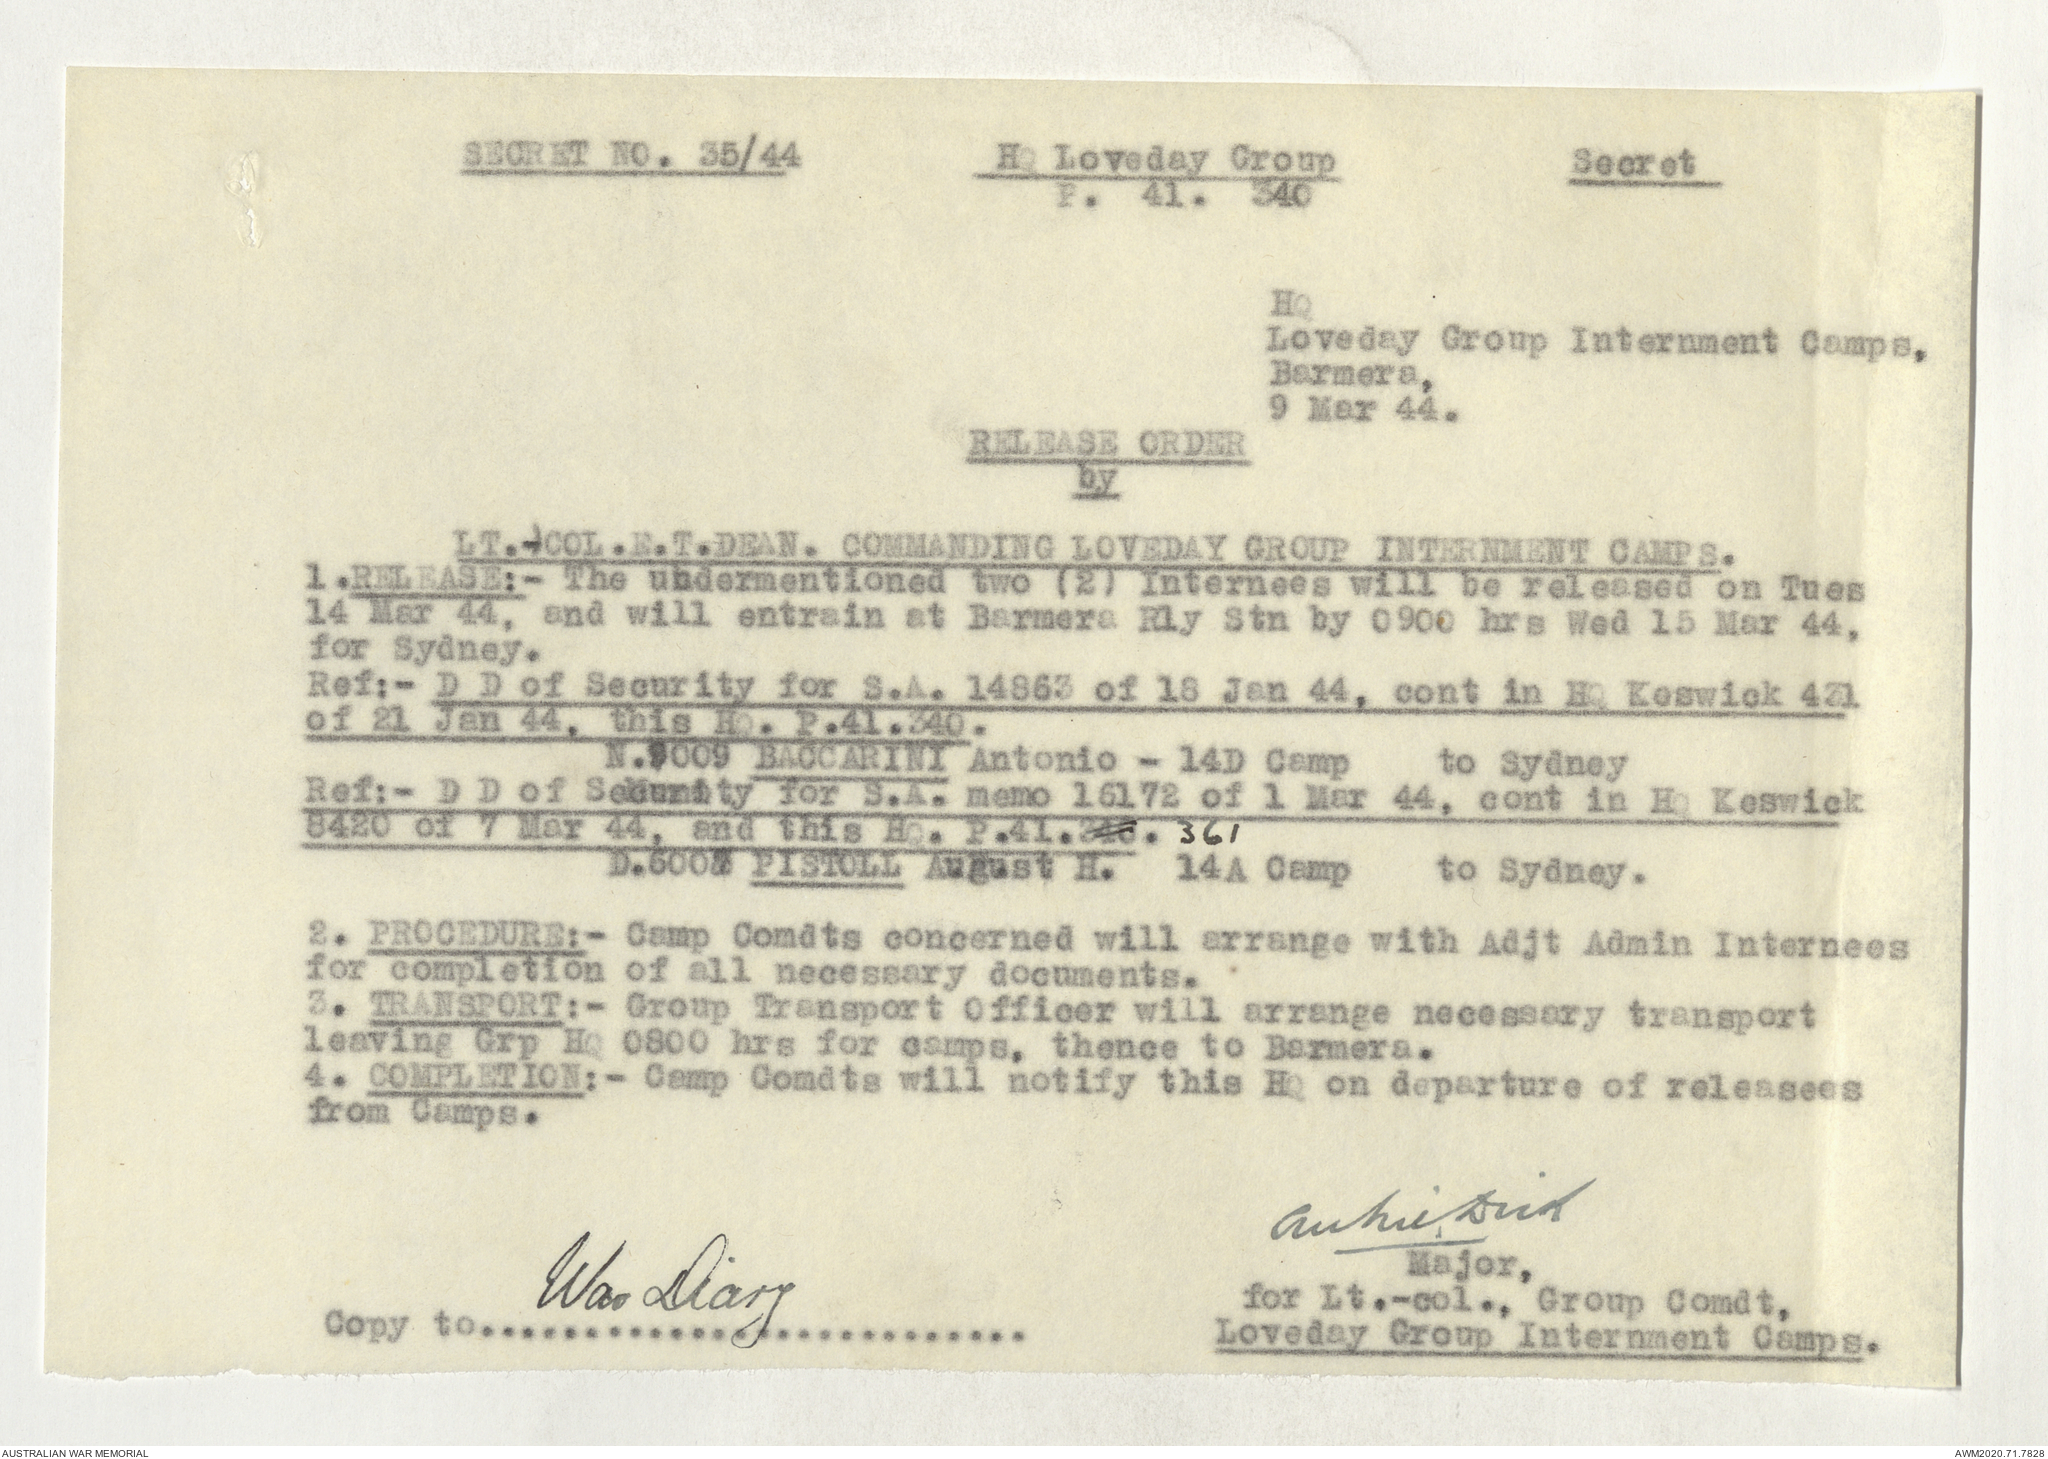 SECRET NO. 35/44 HQ Loveday Group Secret
P. 41. 340
HQ
Loveday Group Internment Camps,
Barmera,
9 Mar 44.
RELEASE ORDER
by
LT.-COL.E.T.DEAN. COMMANDING LOVEDAY GROUP INTERNMENT CAMPS.
1.RELEASE:- The undermentioned two (2) Internees will be released on Tues
14 Mar 44, and will entrain at Barmera Rly Stn by 0900 hrs Wed 15 Mar 44,
for Sydney.
Ref:- D D of Security for S.A. 14863 of 18 Jan 44, cont in HQ Keswick 431
of 21 Jan 44, this HQ. P.41.340.
N.9009 BACCARINI Antonio - 14D Camp to Sydney
Ref:- D D of Security for S.A. memo 16172 of 1 Mar 44, cont in HQ Keswick
8420 of 7 Mar 44, and this HQ. P.41.340. 361
PISTOLL August H. 14A Camp to Sydney.
2. PROCEDURE:- Camp Comdts concerned will arrange with Adjt Admin Internees
for completion of all necessary documents.
3. TRANSPORT:- Group Transport Officer will arrange necessary transport
leaving Grp HQ 0800 hrs for camps, thence to Barmera.
4. COMPLETION:- Camp Comdts will notify this HQ on departure of releasees
from Camps.
Major,
for Lt.-col., Group Comdt,
Copy to............................ War Diary
Loveday Group Internment Camps.
AUSTRALIAN WAR MEMORIAL AWM2020.71.7828